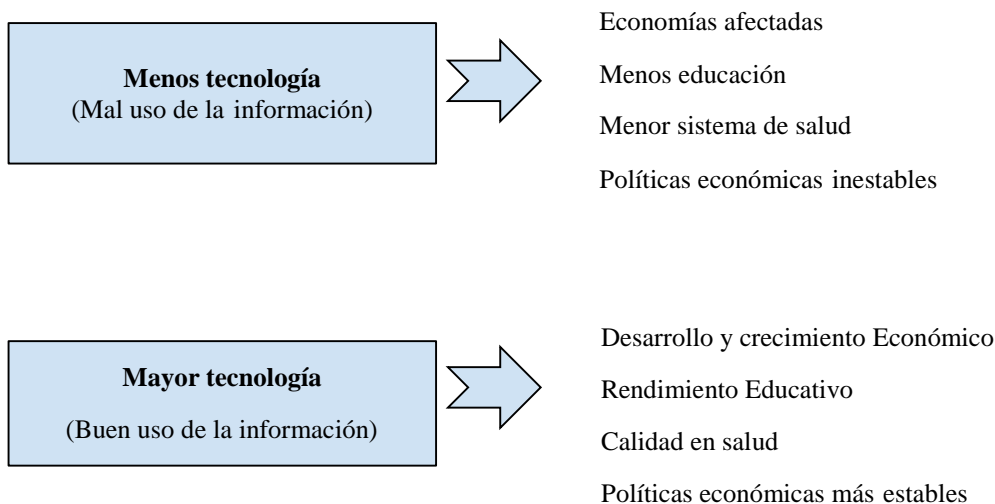 Menos tecnología
(Mal uso de la información)
Economías afectadas
Menos educación
Menor sistema de salud
Políticas económicas inestables
Mayor tecnología
(Buen uso de la información)
Desarrollo y crecimiento Económico
Rendimiento Educativo
Calidad en salud
Políticas económicas más estables